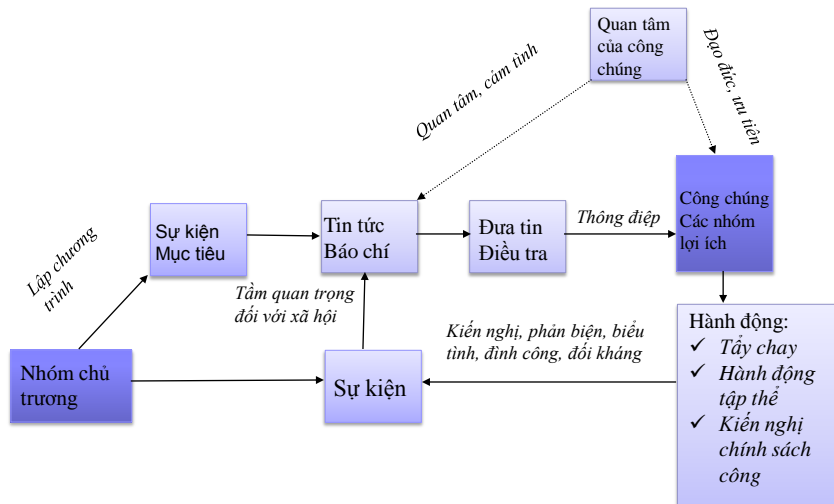 Quan tâm
của công
chúng
Quan tâm, cảm tình
Đạo đức, ưu tiên
Công chúng
Các nhóm
lợi ích
Sự kiện
Mục tiêu
Tin tức
Báo chí
Đưa tin
Điều tra
Thông điệp
Lập chương
trình
Tầm quan trọng
đối với xã hội
Kiến nghị, phản biện, biểu
tình, đình công, đối kháng
Hành động:
✓ Tẩy chay
✓ Hành động
tập thể
✓ Kiến nghị
chính sách
công
Nhóm chủ
trương
Sự kiện